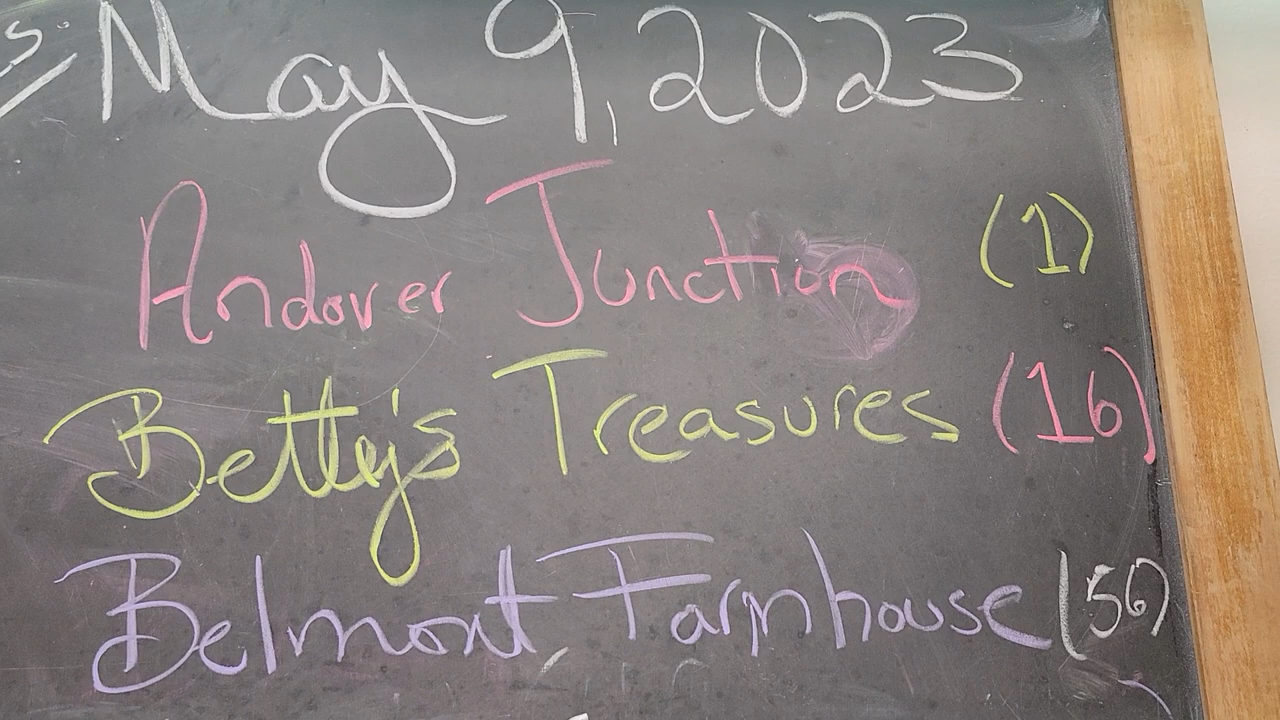 May 9, 2023
Andover Junction (1)
Betty's Treasures (16)
Belmont Farmhouse (56)